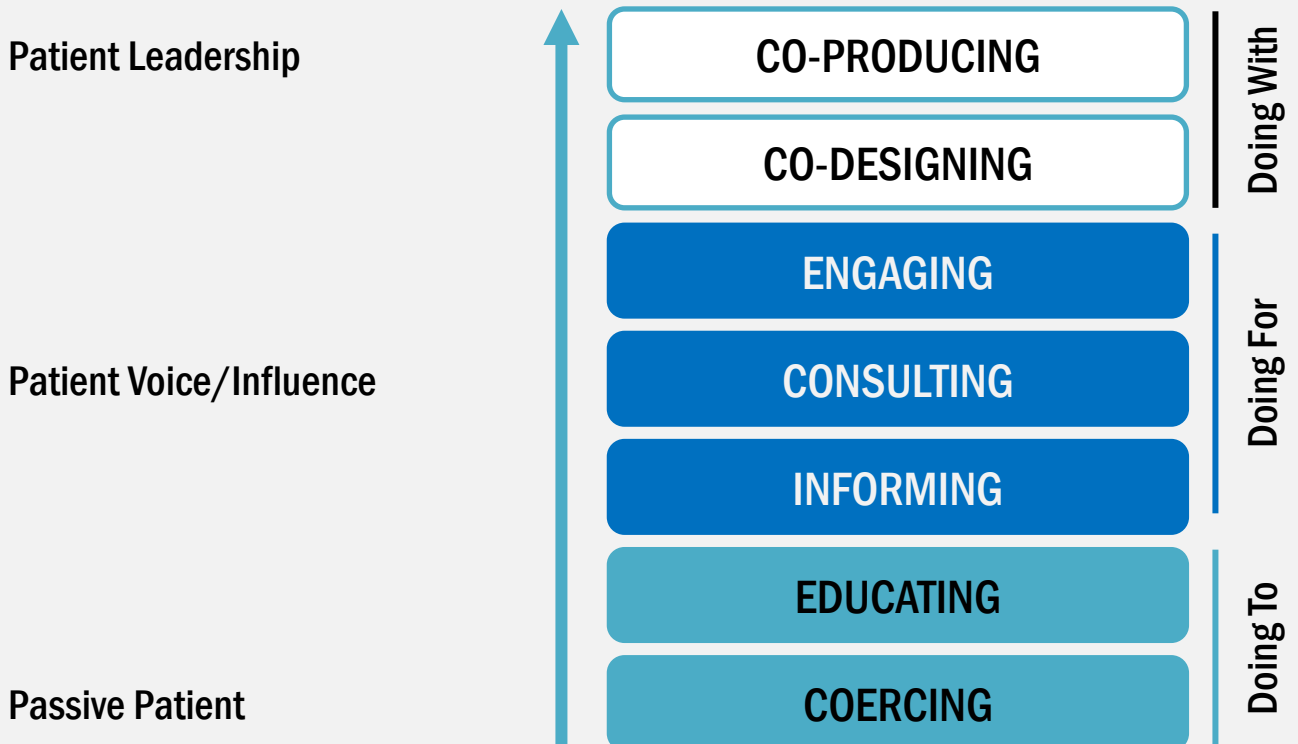 Patient Leadership
CO-PRODUCING
CO-DESIGNING
Doing With
ENGAGING
Patient Voice/Influence
CONSULTING
INFORMING
Doing For
EDUCATING
Passive Patient
COERCING
Doing To